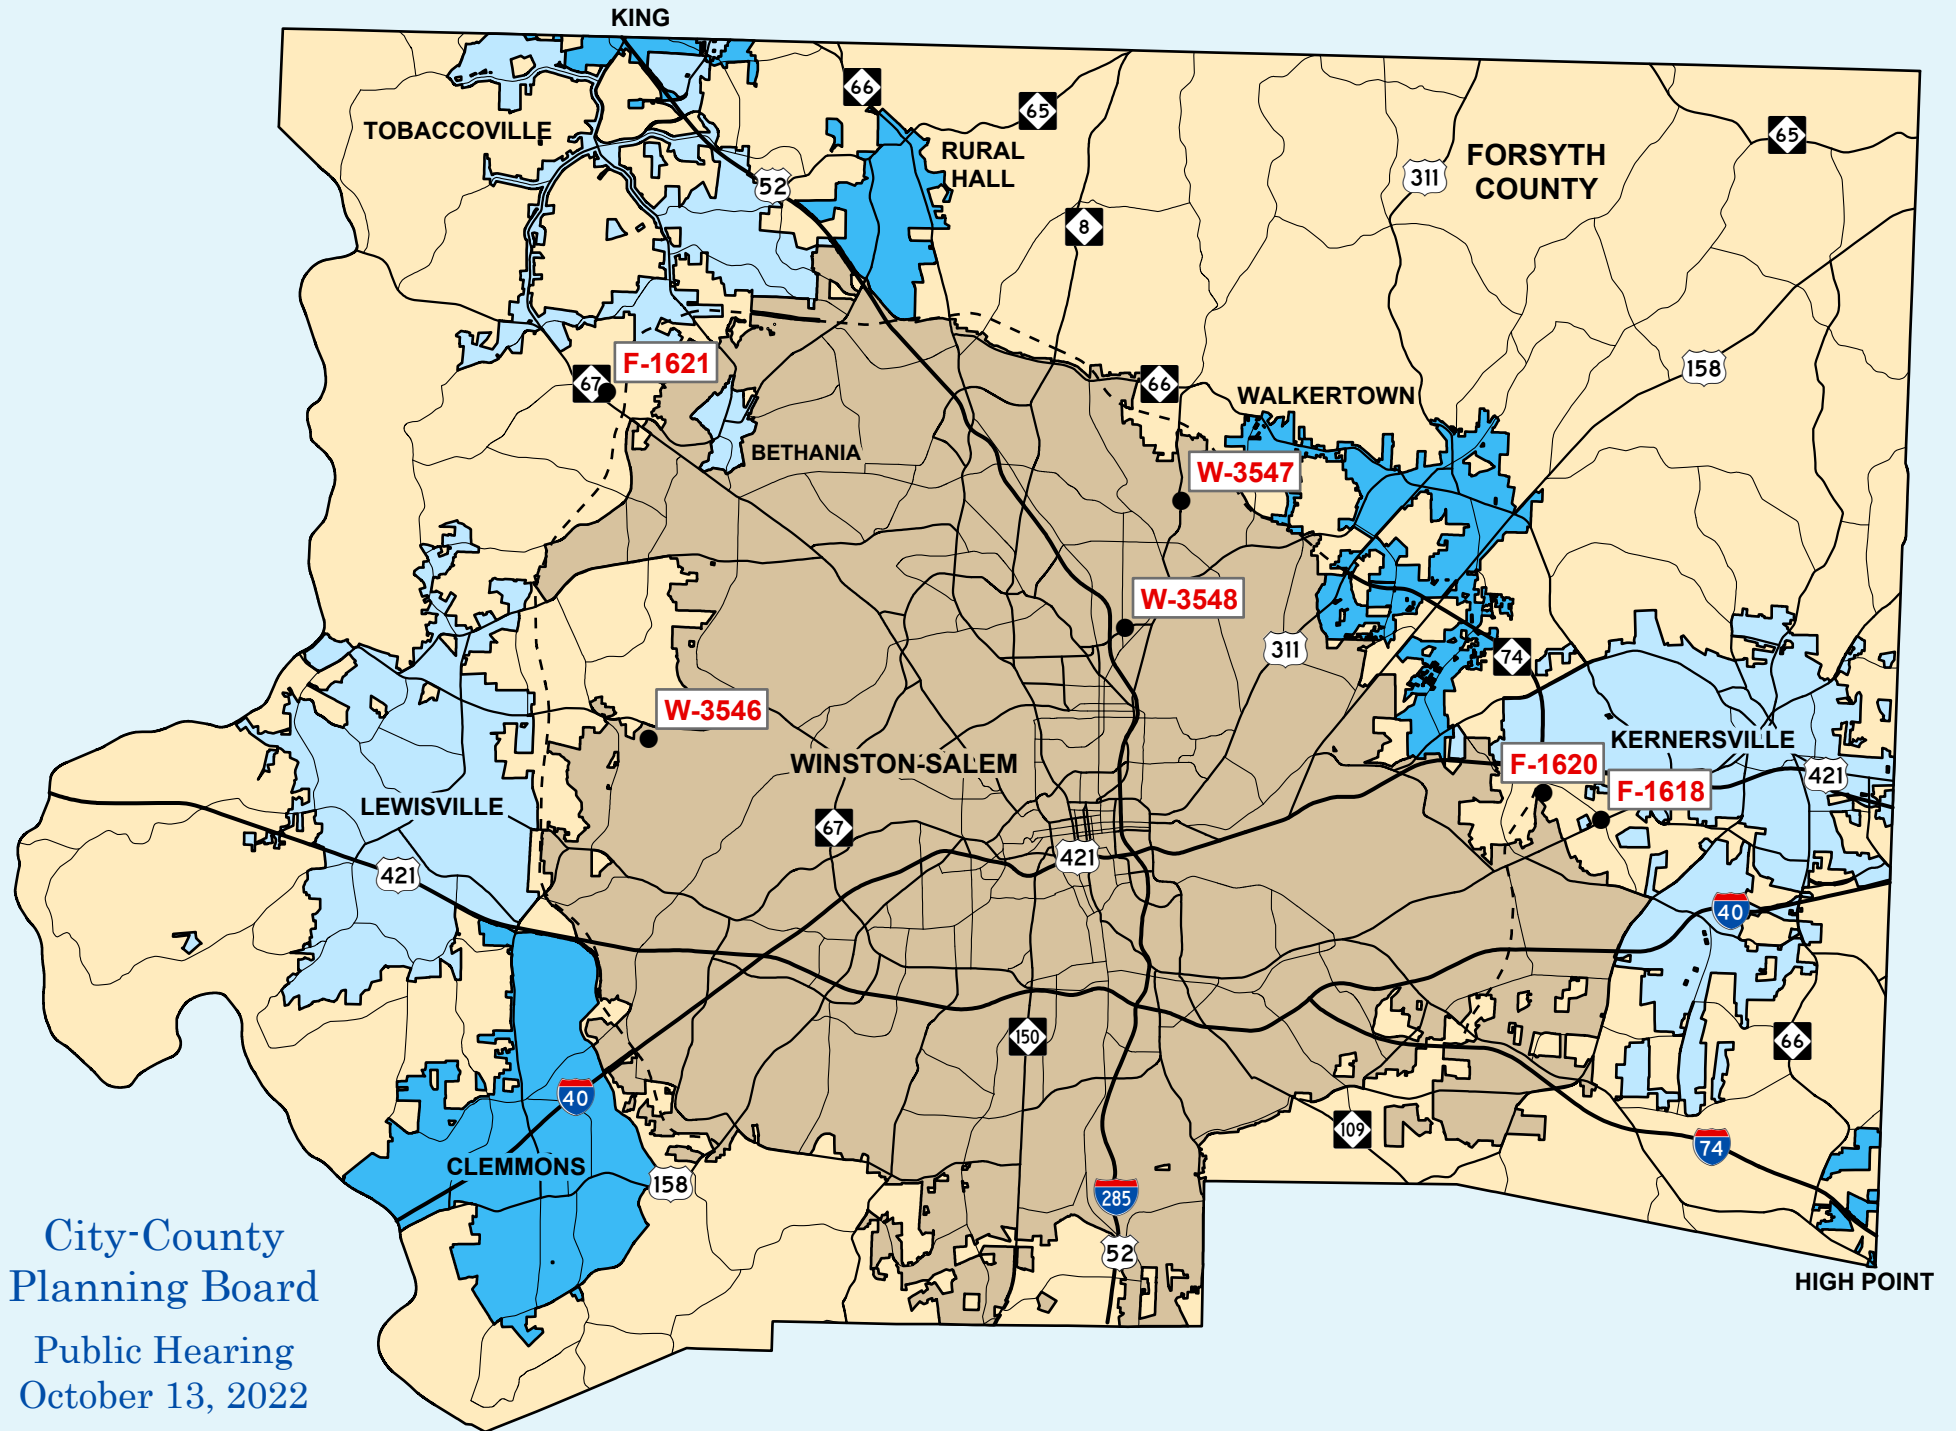 KING
66
65
TOBACCOVILLE
65
RURAL
HALL
FORSYTH
COUNTY
311
52
8
F-1621
67
158
66
WALKERTOWN
BETHANIA
W-3547
W-3548
311
74
W-3546
KERNERSVILLE
WINSTON-SALEM
F-1620
421
F-1618
LEWISVILLE
67
421
421
40
150
66
40
109
74
CLEMMONS
158
285
52
HIGH POINT
City-County
Planning Board
Public Hearing
October 13, 2022